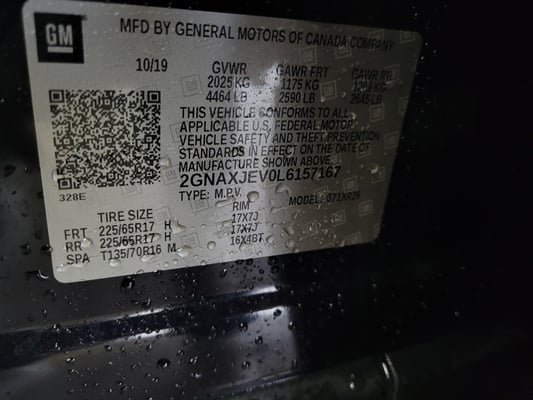 GM
MFD BY GENERAL MOTORS OF CANADA COMPANY
10/19 GVWR GAWR FRT GAWR RR
2025 KG 1175 KG 1200 KG
4464 LB 2590 LB 2645 LB
THIS VEHICLE CONFORMS TO ALL
APPLICABLE U.S. FEDERAL MOTOR
VEHICLE SAFETY AND THEFT PREVENTION
STANDARDS IN EFFECT ON THE DATE OF
MANUFACTURE SHOWN ABOVE.
328E
2GNAXJEV0L6157167
TYPE: M.P.V. MODEL: 071XR26
TIRE SIZE RIM
FRT 225/65R17 H 17X7J
RR 225/65R17 H 17X7J
SPA T135/70R16 M 16X4BT